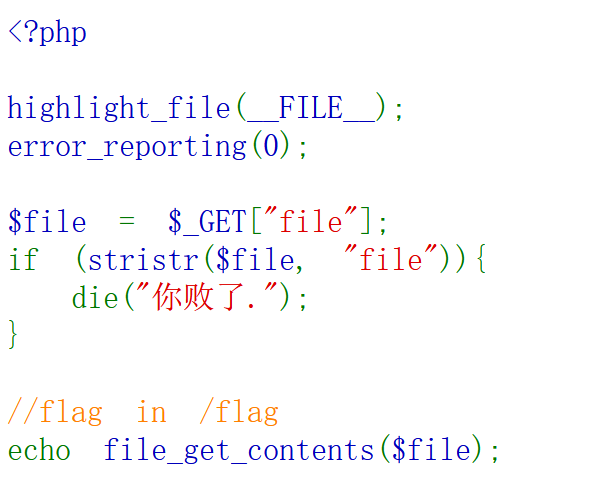 <?php
highlight_file(__FILE__);
error_reporting(0);
$file = $_GET["file"];
if (stristr($file, "file")){
die("你败了.");
}
//flag in /flag
echo file_get_contents($file);